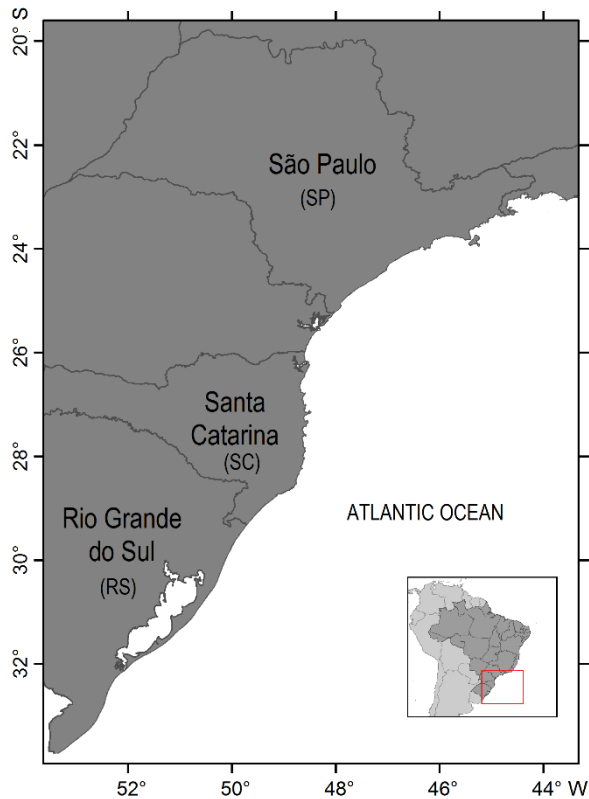 20° S
22°
24°
26°
28°
30°
32°
São Paulo
(SP)
Santa
Catarina
(SC)
Rio Grande
do Sul
(RS)
ATLANTIC OCEAN
52°
50°
48°
46°
44° W